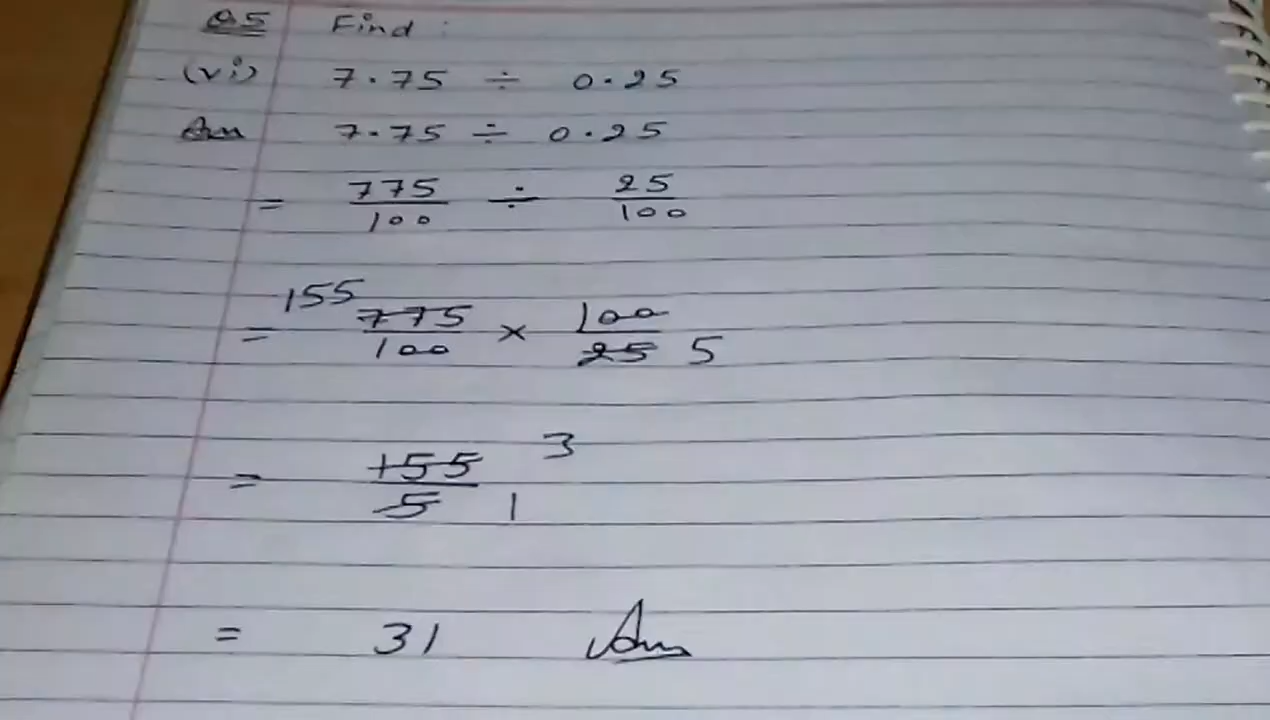 Q5 Find :
(vi) 7.75 ÷ 0.25
Ans 7.75 ÷ 0.25
= 775/100 ÷ 25/100
= 155 775/100 × 100/25 5
= 155/5 3 1
= 31 Ans